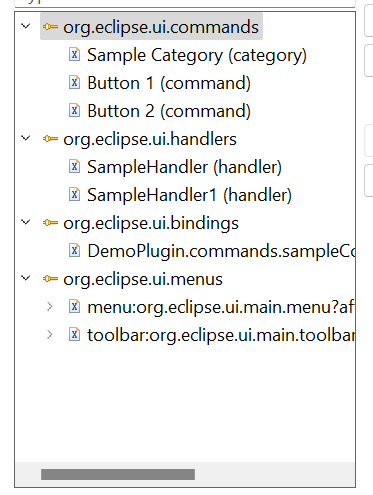 org.eclipse.ui.commands
Sample Category (category)
Button 1 (command)
Button 2 (command)
org.eclipse.ui.handlers
SampleHandler (handler)
SampleHandler1 (handler)
org.eclipse.ui.bindings
DemoPlugin.commands.sampleCo
org.eclipse.ui.menus
menu:org.eclipse.ui.main.menu?af
toolbar:org.eclipse.ui.main.toolbar